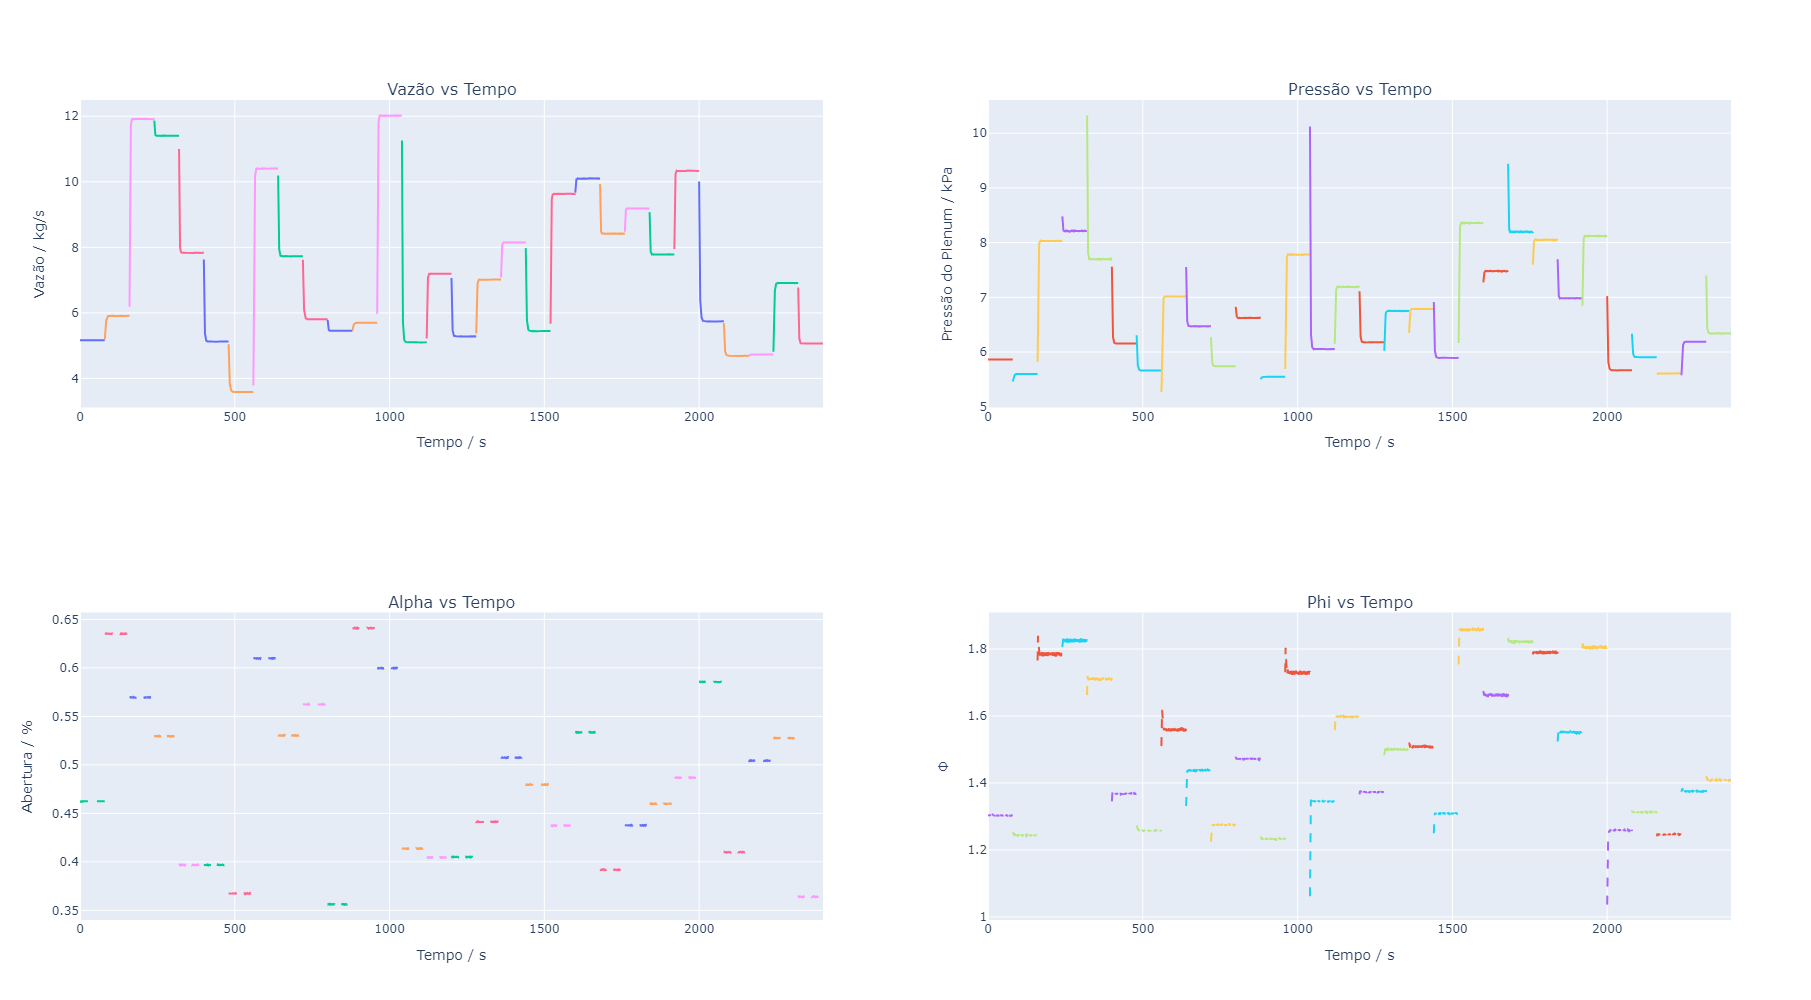 Vazão vs Tempo
Vazão / kg/s
12
10
8
6
4
0 500 1000 1500 2000
Tempo / s
Pressão vs Tempo
Pressão do Plenum / kPa
10
9
8
7
6
5
0 500 1000 1500 2000
Tempo / s
Alpha vs Tempo
Abertura / %
0.65
0.6
0.55
0.5
0.45
0.4
0.35
0 500 1000 1500 2000
Tempo / s
Phi vs Tempo
Φ
1.8
1.6
1.4
1.2
1
0 500 1000 1500 2000
Tempo / s